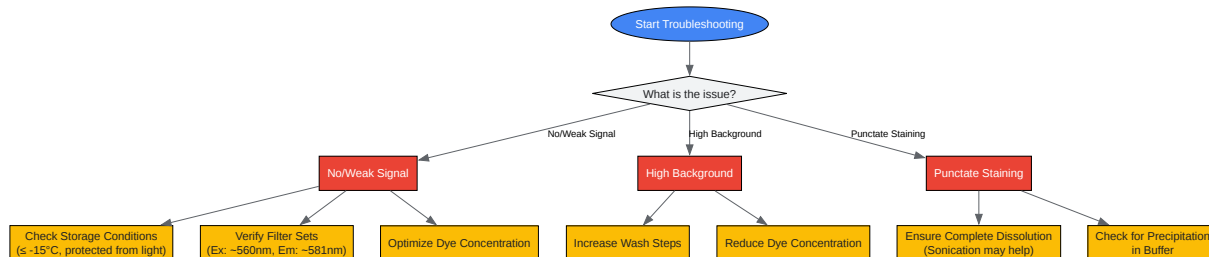 Start Troubleshooting
What is the issue?
No/Weak Signal
High Background
Punctate Staining
No/Weak Signal
High Background
Punctate Staining
Check Storage Conditions
(≤ -15°C, protected from light)
Verify Filter Sets
(Ex: ~560nm, Em: ~581nm)
Optimize Dye Concentration
Increase Wash Steps
Reduce Dye Concentration
Ensure Complete Dissolution
(Sonication may help)
Check for Precipitation
in Buffer